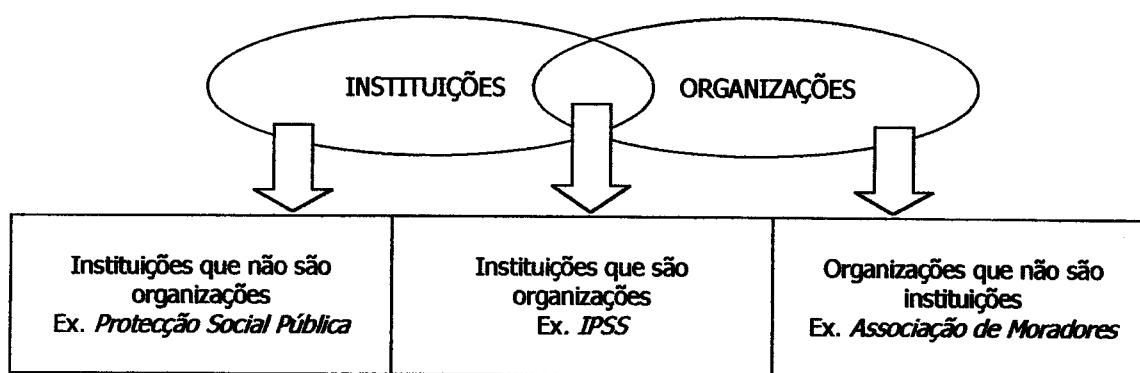 INSTITUIÇÕES
ORGANIZAÇÕES
Instituições que não são
organizações
Ex. Protecção Social Pública
Instituições que são
organizações
Ex. IPSS
Organizações que não são
instituições
Ex. Associação de Moradores